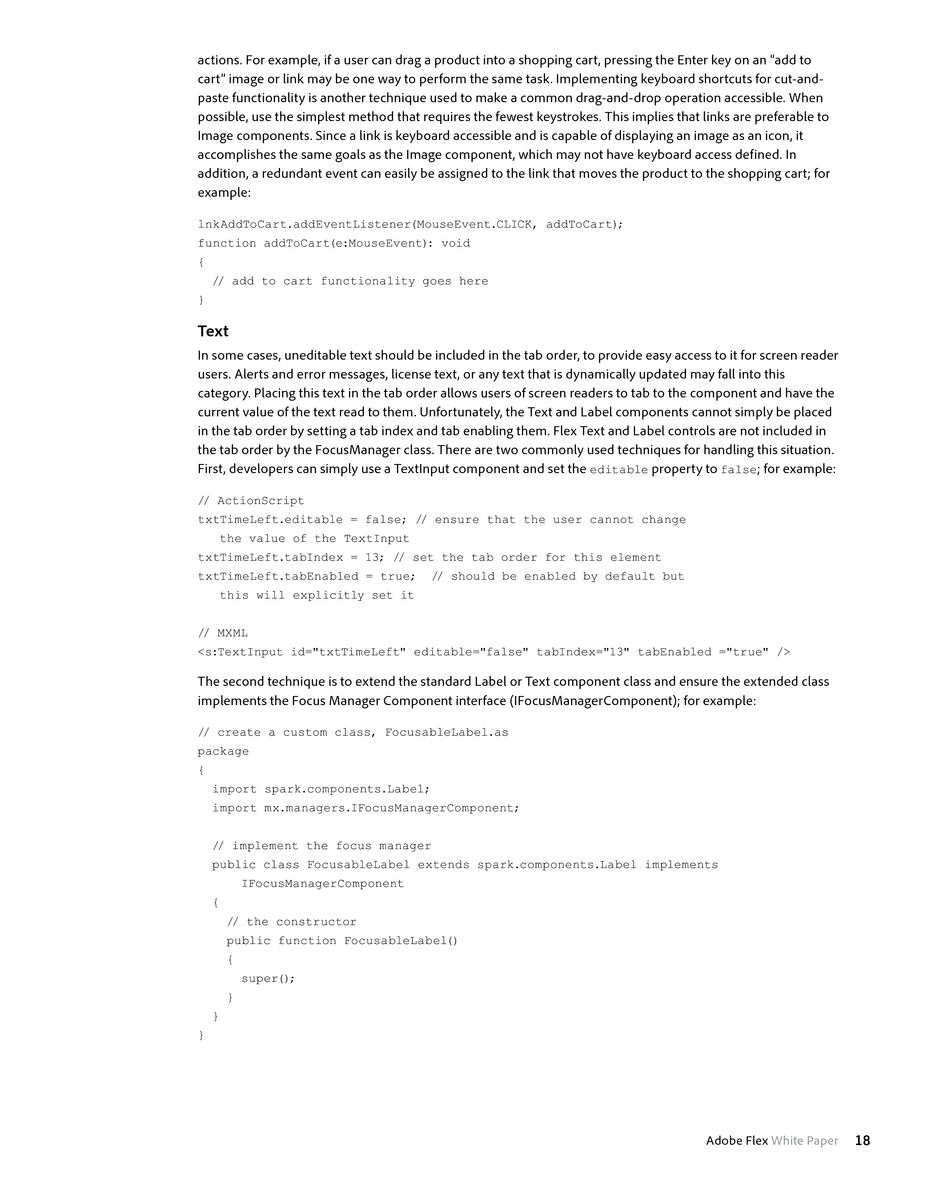 actions. For example, if a user can drag a product into a shopping cart, pressing the Enter key on an "add to
cart" image or link may be one way to perform the same task. Implementing keyboard shortcuts for cut-and-
paste functionality is another technique used to make a common drag-and-drop operation accessible. When
possible, use the simplest method that requires the fewest keystrokes. This implies that links are preferable to
Image components. Since a link is keyboard accessible and is capable of displaying an image as an icon, it
accomplishes the same goals as the Image component, which may not have keyboard access defined. In
addition, a redundant event can easily be assigned to the link that moves the product to the shopping cart; for
example:
lnkAddToCart.addEventListener(MouseEvent.CLICK, addToCart);
function addToCart(e:MouseEvent): void
{
  // add to cart functionality goes here
}
Text
In some cases, uneditable text should be included in the tab order, to provide easy access to it for screen reader
users. Alerts and error messages, license text, or any text that is dynamically updated may fall into this
category. Placing this text in the tab order allows users of screen readers to tab to the component and have the
current value of the text read to them. Unfortunately, the Text and Label components cannot simply be placed
in the tab order by setting a tab index and tab enabling them. Flex Text and Label controls are not included in
the tab order by the FocusManager class. There are two commonly used techniques for handling this situation.
First, developers can simply use a TextInput component and set the editable property to false; for example:
// ActionScript
txtTimeLeft.editable = false; // ensure that the user cannot change
   the value of the TextInput
txtTimeLeft.tabIndex = 13; // set the tab order for this element
txtTimeLeft.tabEnabled = true;  // should be enabled by default but
   this will explicitly set it
// MXML
<s:TextInput id="txtTimeLeft" editable="false" tabIndex="13" tabEnabled ="true" />
The second technique is to extend the standard Label or Text component class and ensure the extended class
implements the Focus Manager Component interface (IFocusManagerComponent); for example:
// create a custom class, FocusableLabel.as
package
{
  import spark.components.Label;
  import mx.managers.IFocusManagerComponent;
  // implement the focus manager
  public class FocusableLabel extends spark.components.Label implements
      IFocusManagerComponent
  {
    // the constructor
    public function FocusableLabel()
    {
      super();
    }
  }
}
Adobe Flex White Paper 18